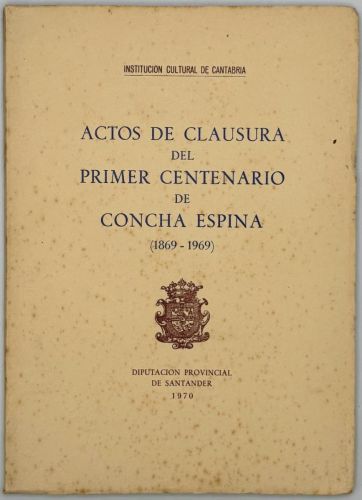 INSTITUCION CULTURAL DE CANTABRIA
ACTOS DE CLAUSURA
DEL
PRIMER CENTENARIO
DE
CONCHA ESPINA
(1869 - 1969)
DIPUTACION PROVINCIAL
DE SANTANDER
1970